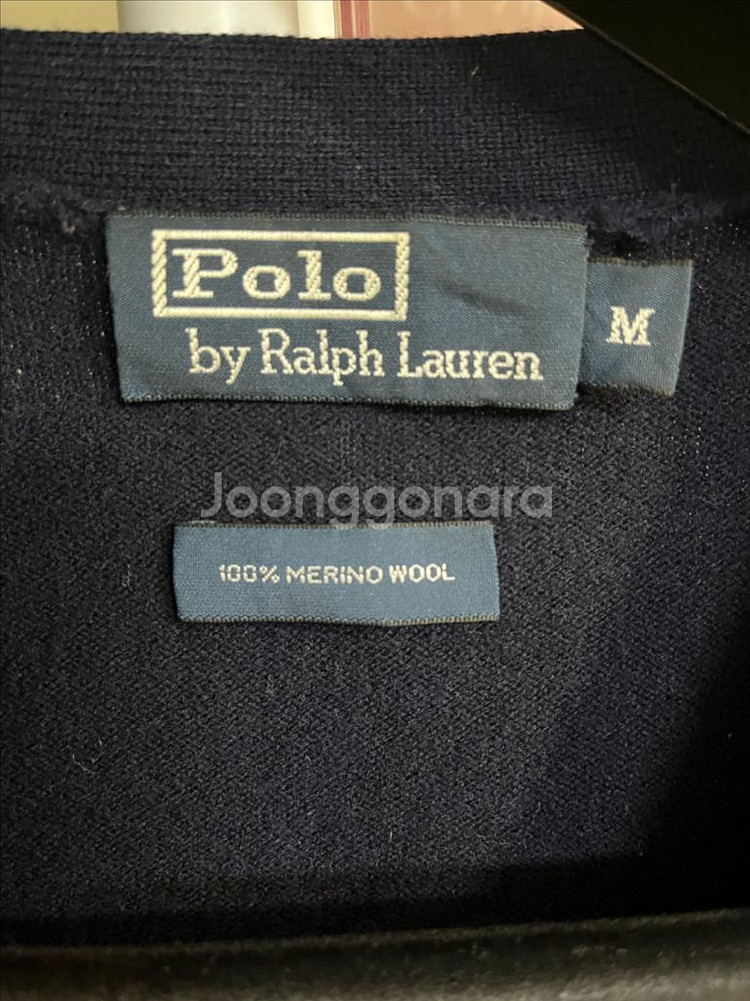 Polo
by Ralph Lauren
M
Joonggonara
100% MERINO WOOL